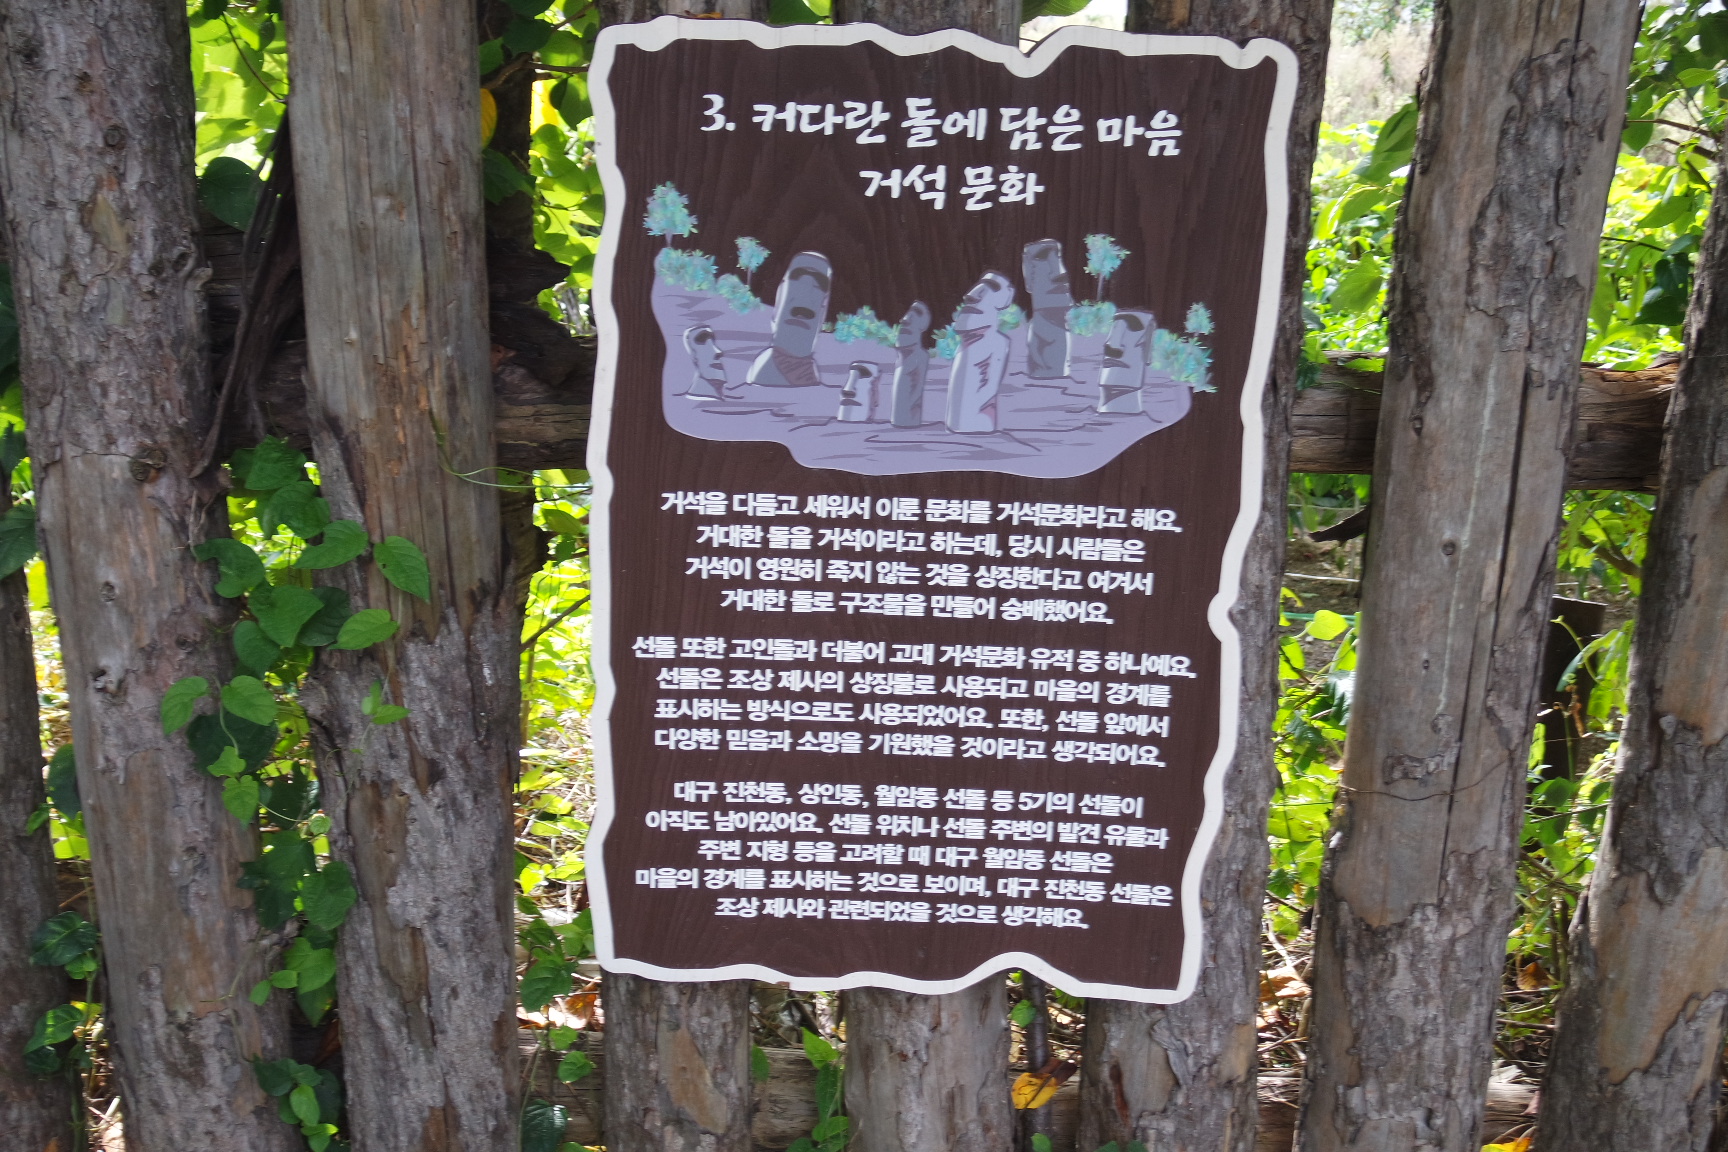 3. 커다란 돌에 담은 마음
거석 문화
거석을 다듬고 세워서 이룬 문화를 거석문화라고 해요.
거대한 돌을 거석이라고 하는데, 당시 사람들은
거석이 영원히 죽지 않는 것을 상징한다고 여겨서
거대한 돌로 구조물을 만들어 숭배했어요.
선돌 또한 고인돌과 더불어 고대 거석문화 유적 중 하나예요.
선돌은 조상 제사의 상징물로 사용되고 마을의 경계를
표시하는 방식으로도 사용되었어요. 또한, 선돌 앞에서
다양한 믿음과 소망을 기원했을 것이라고 생각되어요.
대구 진천동, 상인동, 월암동 선돌 등 5기의 선돌이
아직도 남아있어요. 선돌 위치나 선돌 주변의 발견 유물과
주변 지형 등을 고려할 때 대구 월암동 선돌은
마을의 경계를 표시하는 것으로 보이며, 대구 진천동 선돌은
조상 제사와 관련되었을 것으로 생각해요.